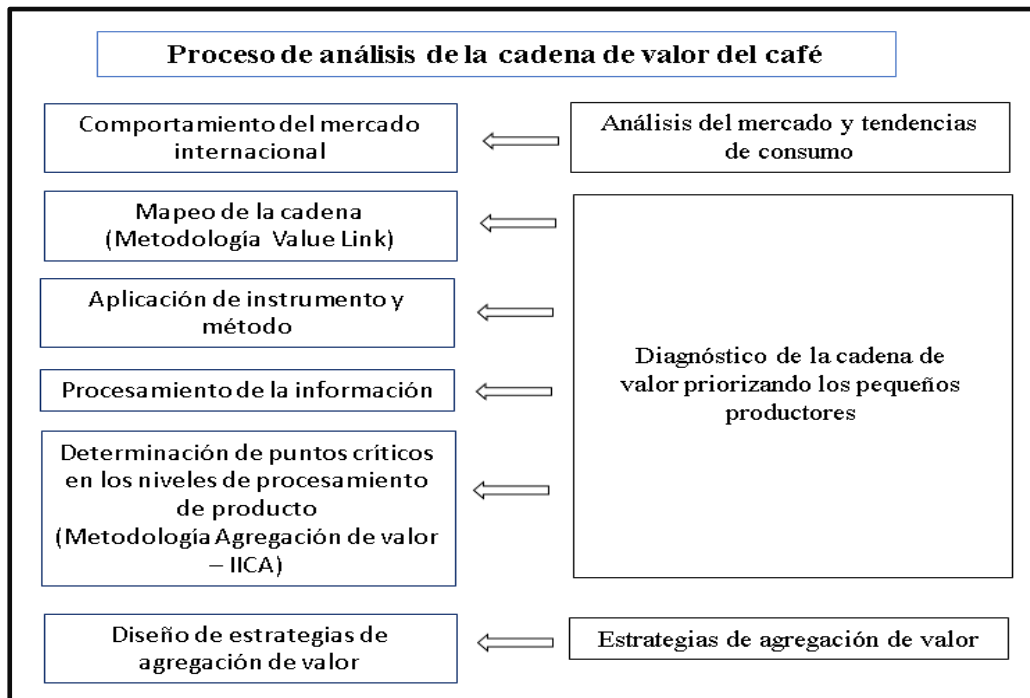 Proceso de análisis de la cadena de valor del café
Comportamiento del mercado
internacional
Análisis del mercado y tendencias
de consumo
Mapeo de la cadena
(Metodología Value Link)
Aplicación de instrumento y
método
Procesamiento de la información
Determinación de puntos críticos
en los niveles de procesamiento
de producto
(Metodología Agregación de valor
– IICA)
Diagnóstico de la cadena de
valor priorizando los pequeños
productores
Diseño de estrategias de
agregación de valor
Estrategias de agregación de valor